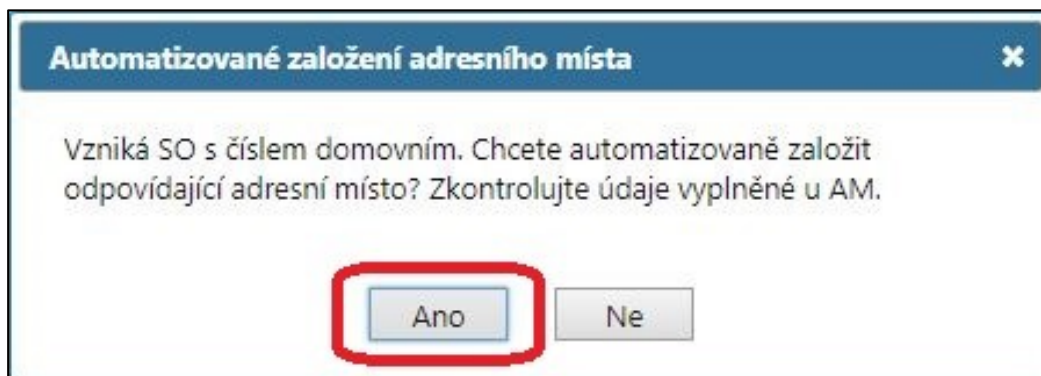 Automatizované založení adresního místa
Vzniká SO s číslem domovním. Chcete automatizovaně založit
odpovídající adresní místo? Zkontrolujte údaje vyplněné u AM.
Ano Ne